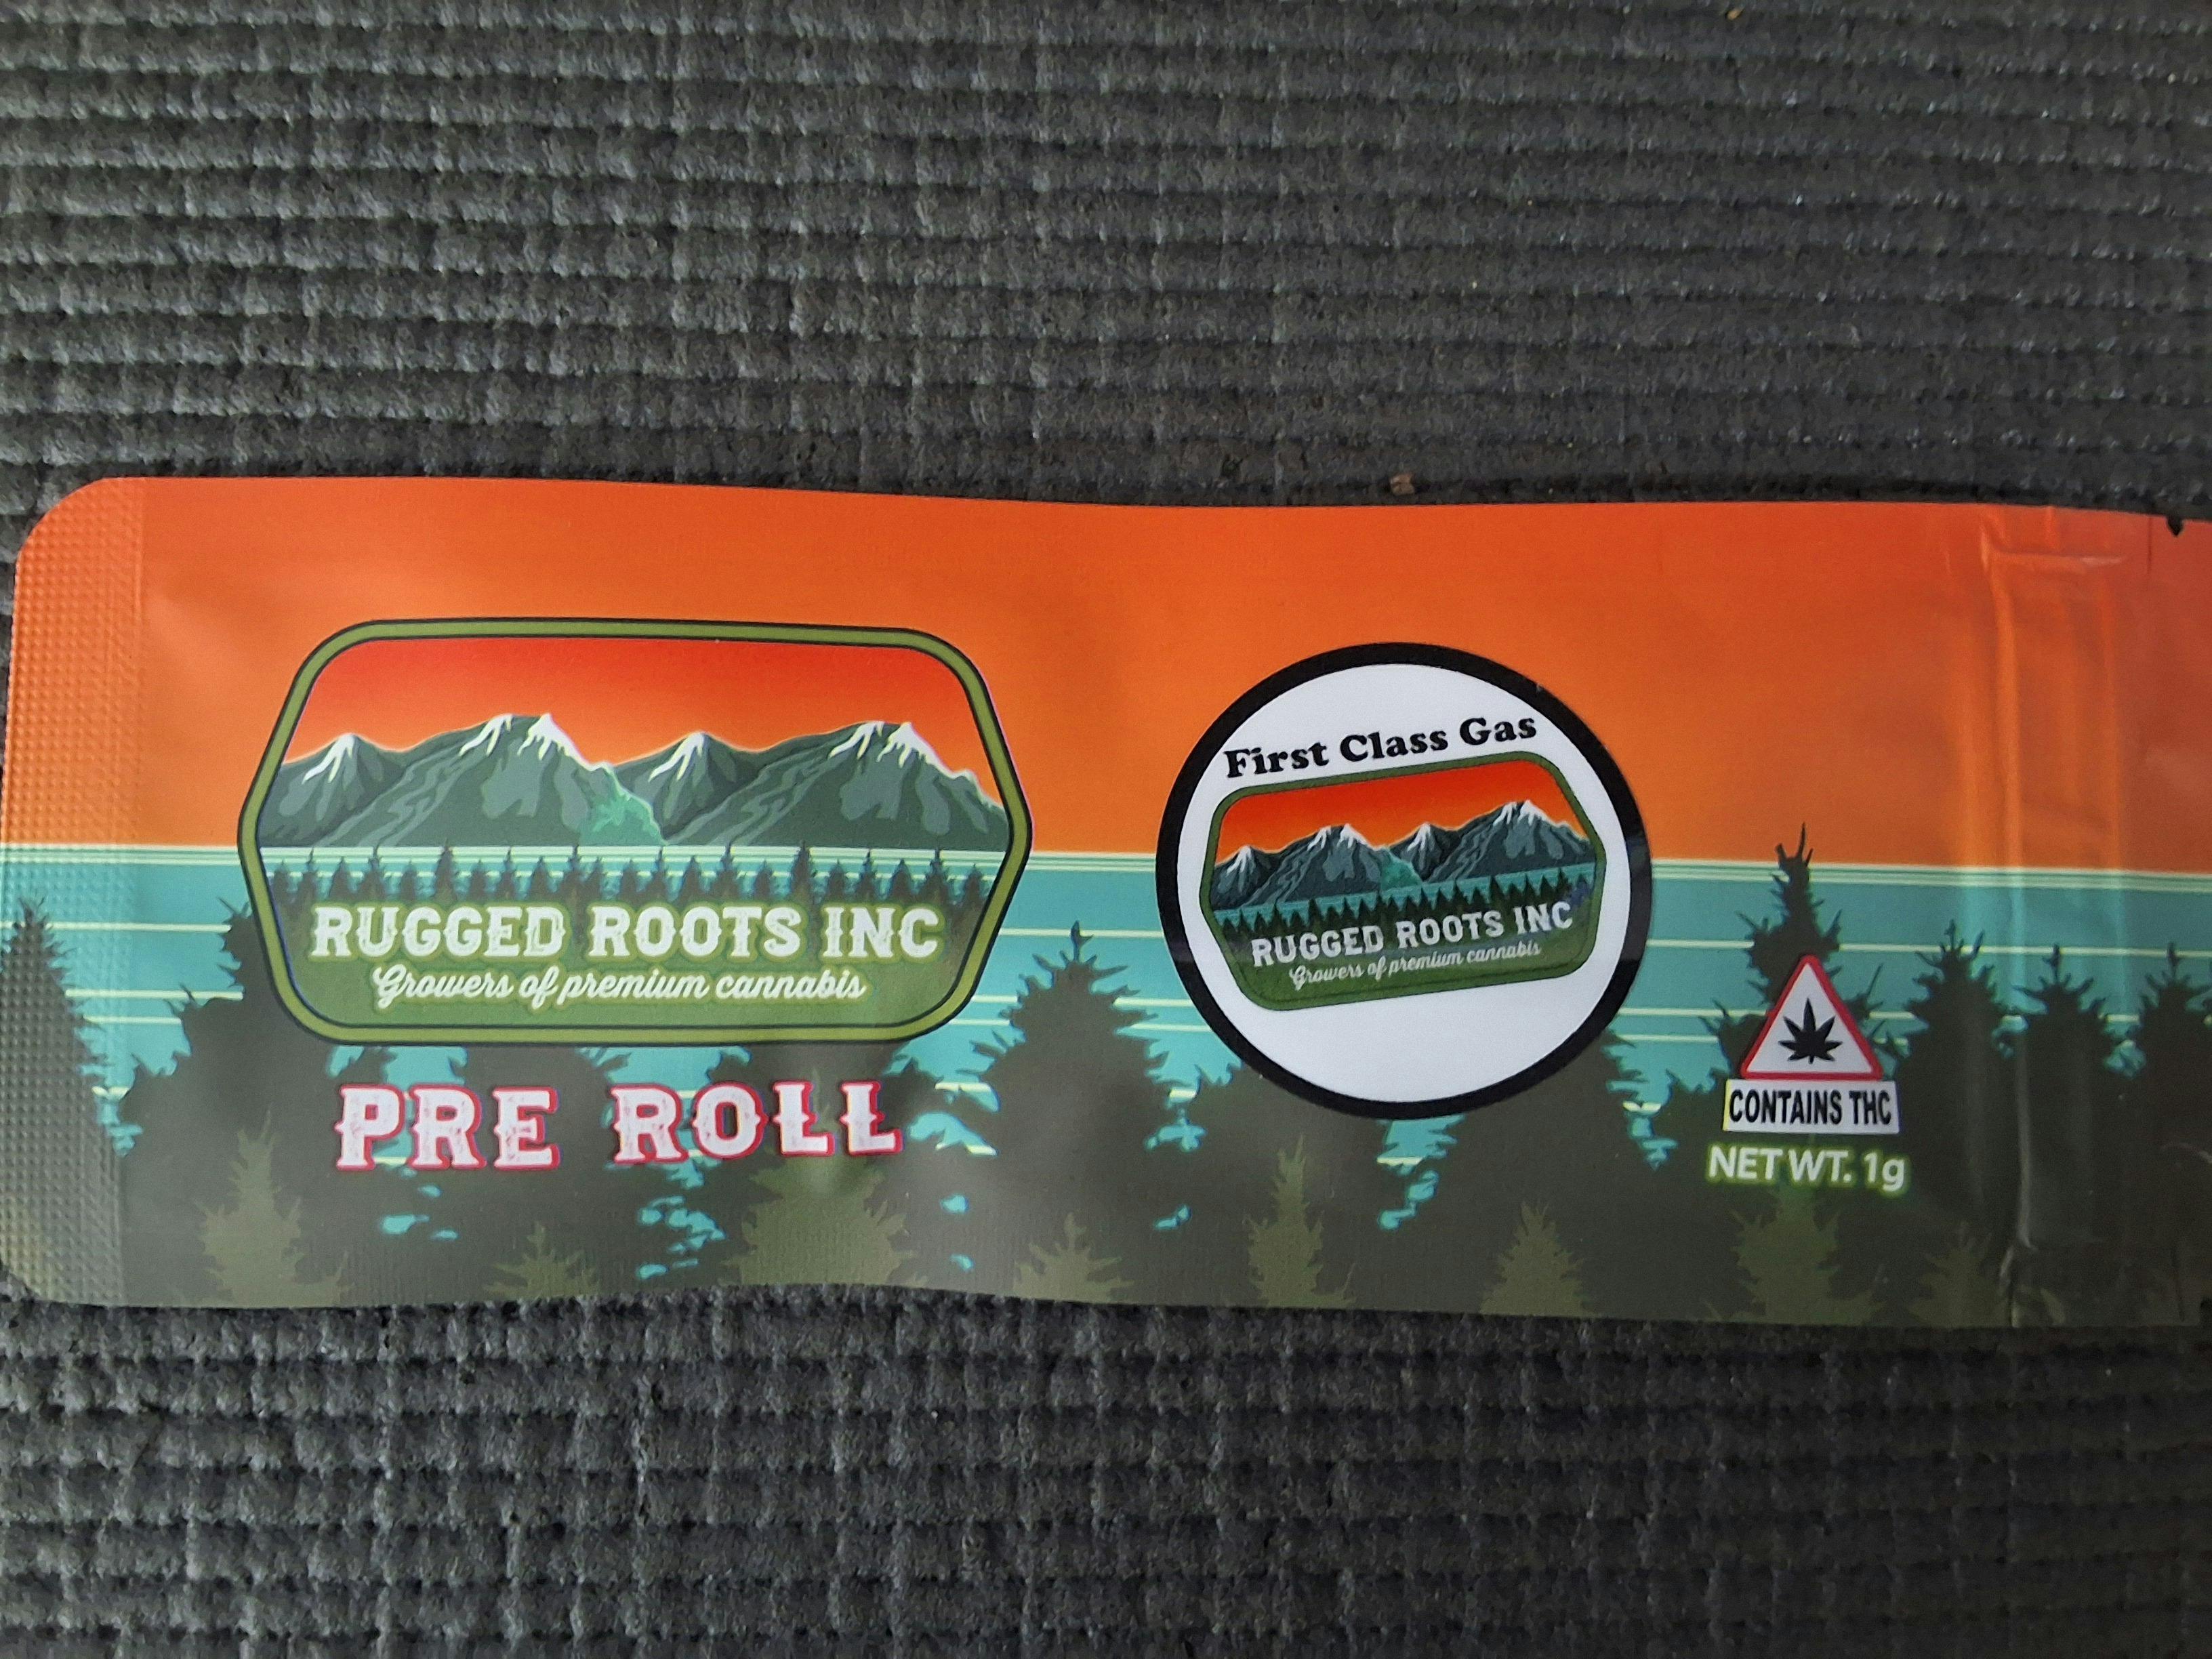 RUGGED ROOTS INC
Growers of premium cannabis
PRE ROLL
First Class Gas
RUGGED ROOTS INC
Growers of premium cannabis
CONTAINS THC
NET WT. 1g